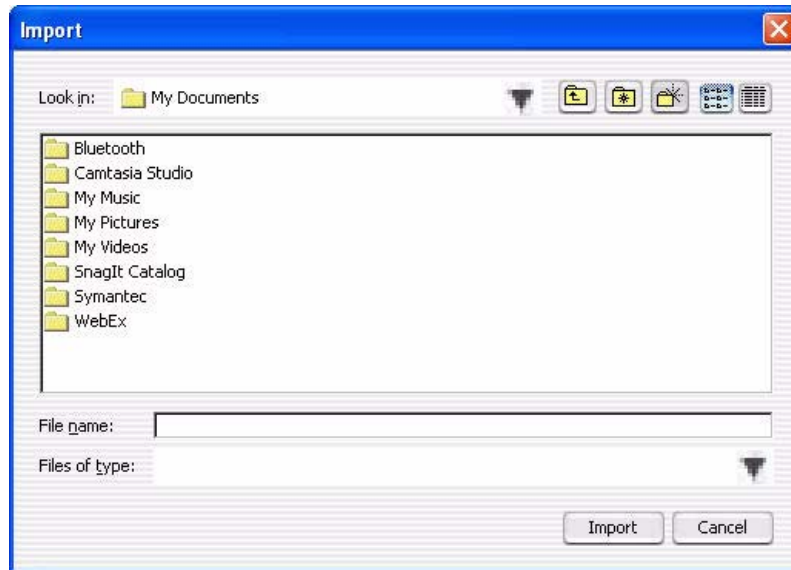 Import
Look in: My Documents
Bluetooth
Camtasia Studio
My Music
My Pictures
My Videos
SnagIt Catalog
Symantec
WebEx
File name:
Files of type:
Import Cancel